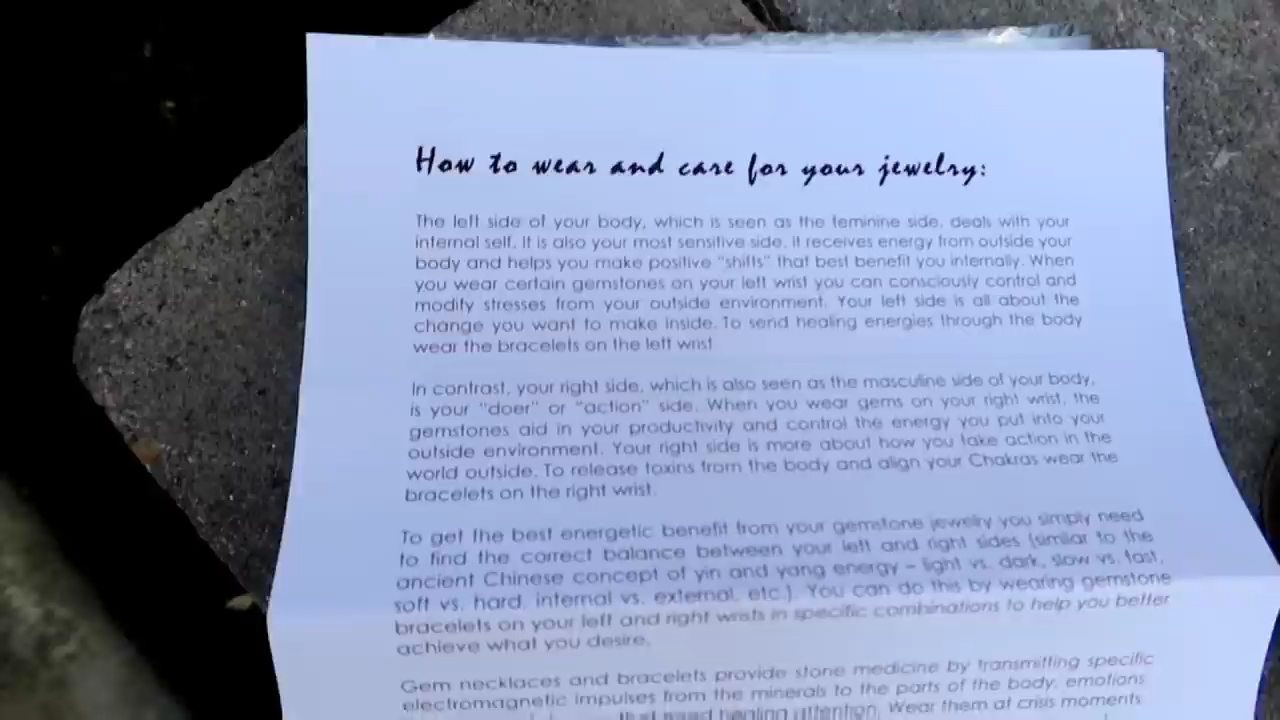 How to wear and care for your jewelry:
The left side of your body, which is seen as the feminine side, deals with your
internal self. It is also your most sensitive side, it receives energy from outside your
body and helps you make positive "shifts" that best benefit you internally. When
you wear certain gemstones on your left wrist you can consciously control and
modify stresses from your outside environment. Your left side is all about the
change you want to make inside. To send healing energies through the body
wear the bracelets on the left wrist
In contrast, your right side, which is also seen as the masculine side of your body,
is your "doer" or "action" side. When you wear gems on your right wrist, the
gemstones aid in your productivity and control the energy you put into your
outside environment. Your right side is more about how you take action in the
world outside. To release toxins from the body and align your Chakras wear the
bracelets on the right wrist.
To get the best energetic benefit from your gemstone jewelry you simply need
to find the correct balance between your left and right sides (similar to the
ancient Chinese concept of yin and yang energy – light vs. dark, slow vs. fast,
soft vs. hard, internal vs. external, etc.). You can do this by wearing gemstone
bracelets on your left and right wrists in specific combinations to help you better
achieve what you desire.
Gem necklaces and bracelets provide stone medicine by transmitting specific
electromagnetic impulses from the minerals to the parts of the body, emotions
that need healing attention. Wear them at crisis moments